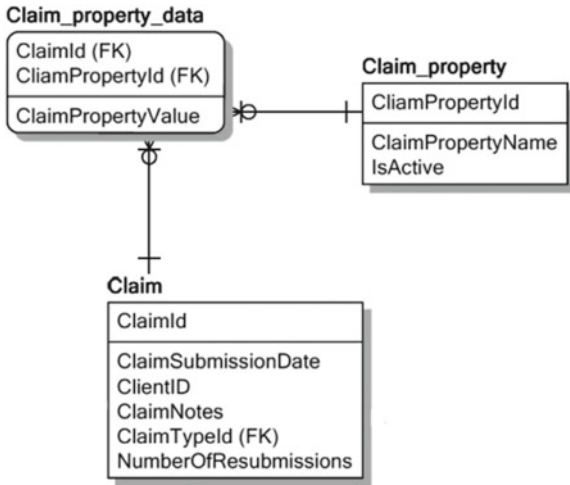 Claim_property_data
ClaimId (FK)
CliamPropertyId (FK)
ClaimPropertyValue
Claim_property
CliamPropertyId
ClaimPropertyName
IsActive
Claim
ClaimId
ClaimSubmissionDate
ClientID
ClaimNotes
ClaimTypeId (FK)
NumberOfResubmissions